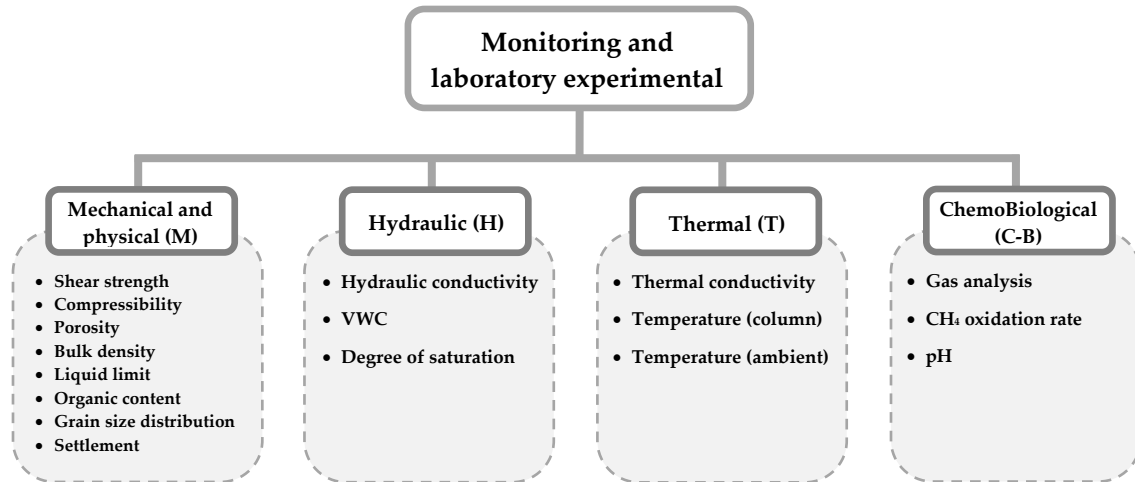 Monitoring and
laboratory experimental
Mechanical and
physical (M)
• Shear strength
• Compressibility
• Porosity
• Bulk density
• Liquid limit
• Organic content
• Grain size distribution
• Settlement
Hydraulic (H)
• Hydraulic conductivity
• VWC
• Degree of saturation
Thermal (T)
• Thermal conductivity
• Temperature (column)
• Temperature (ambient)
ChemoBiological
(C-B)
• Gas analysis
• CH₄ oxidation rate
• pH